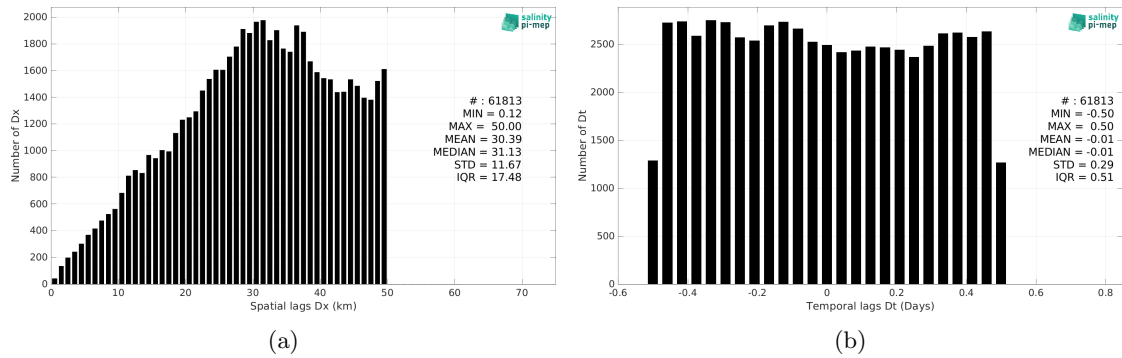 2000
1800
1600
1400
1200
1000
800
600
400
200
0
Number of Dx
salinity
pi-mep
# : 61813
MIN = 0.12
MAX = 50.00
MEAN = 30.39
MEDIAN = 31.13
STD = 11.67
IQR = 17.48
0 10 20 30 40 50 60 70
Spatial lags Dx (km)
(a)
2500
2000
1500
1000
500
0
Number of Dt
salinity
pi-mep
# : 61813
MIN = -0.50
MAX = 0.50
MEAN = -0.01
MEDIAN = -0.01
STD = 0.29
IQR = 0.51
-0.6 -0.4 -0.2 0 0.2 0.4 0.6 0.8
Temporal lags Dt (Days)
(b)